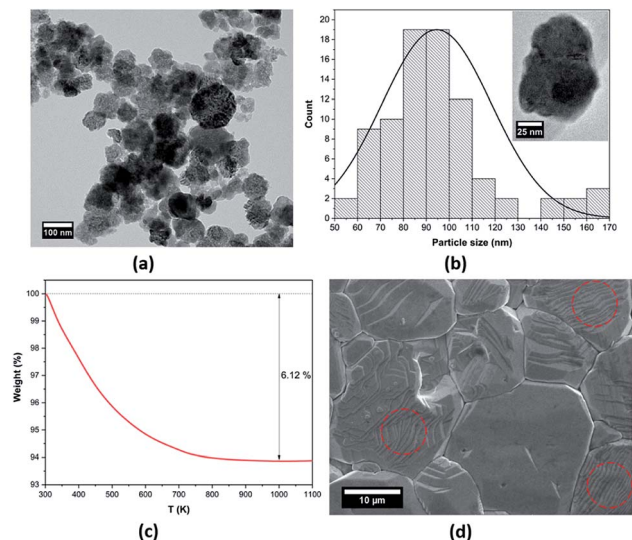 100 nm
(a)
Count
20
18
16
14
12
10
8
6
4
2
0
50 60 70 80 90 100 110 120 130 140 150 160 170
Particle size (nm)
25 nm
(b)
Weight (%)
100
99
98
97
96
95
94
93
6.12 %
300 400 500 600 700 800 900 1000 1100
T (K)
(c)
10 µm
(d)